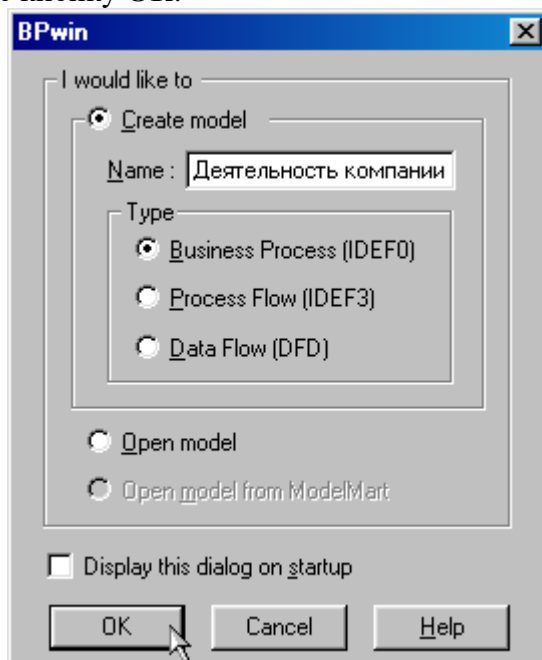 BPwin
I would like to
Create model
Name : Деятельность компании
Type
Business Process (IDEF0)
Process Flow (IDEF3)
Data Flow (DFD)
Open model
Open model from ModelMart
Display this dialog on startup
OK Cancel Help